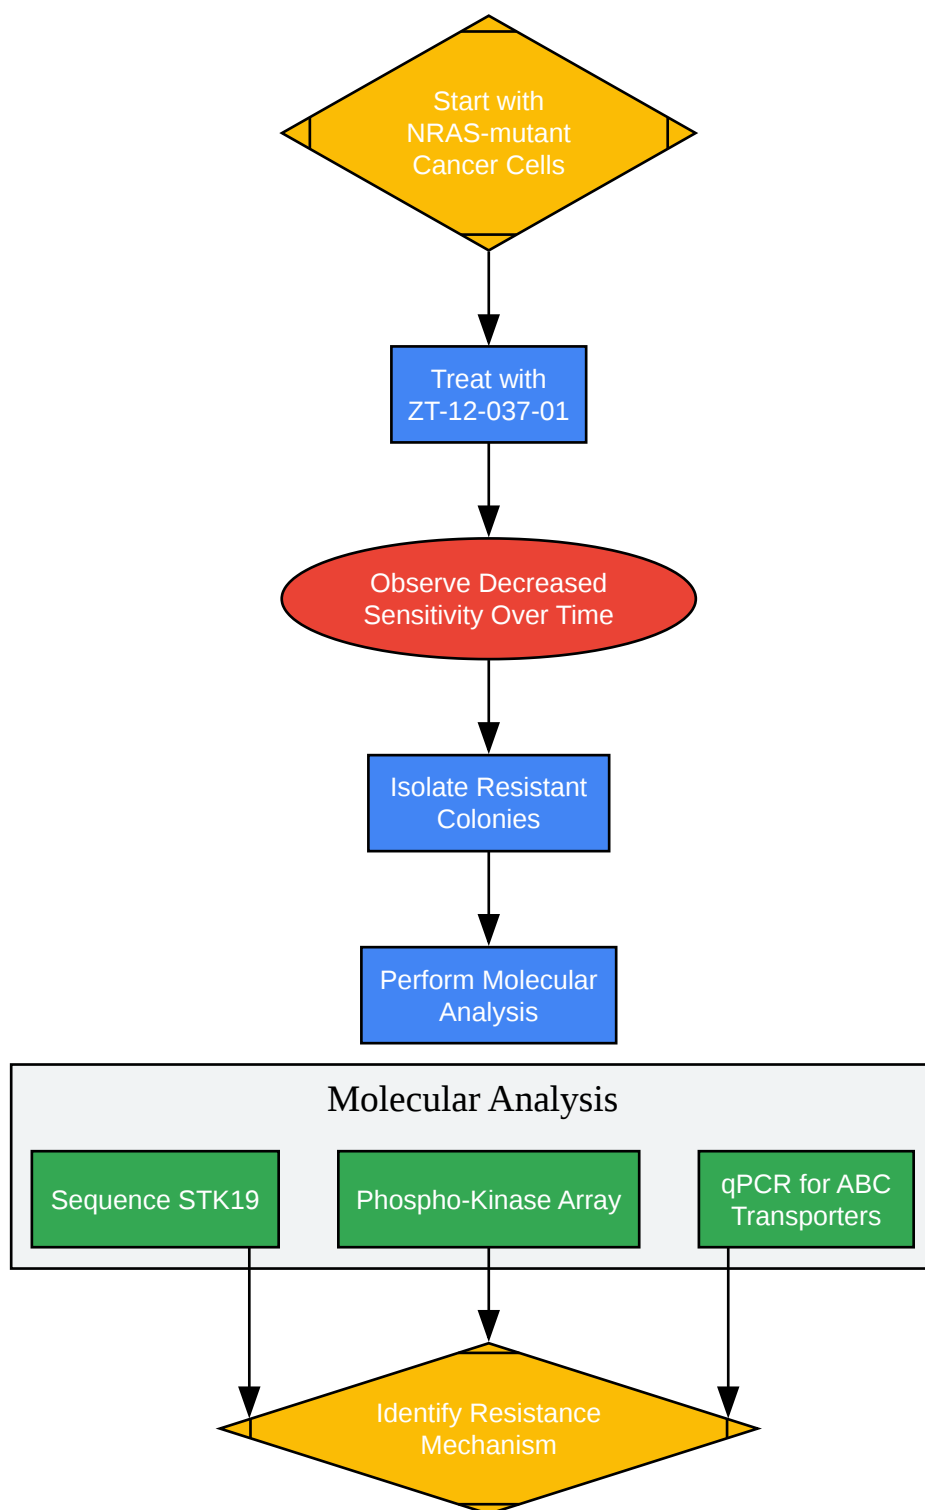 Start with
NRAS-mutant
Cancer Cells
Treat with
ZT-12-037-01
Observe Decreased
Sensitivity Over Time
Isolate Resistant
Colonies
Perform Molecular
Analysis
Molecular Analysis
Sequence STK19
Phospho-Kinase Array
qPCR for ABC
Transporters
Identify Resistance
Mechanism